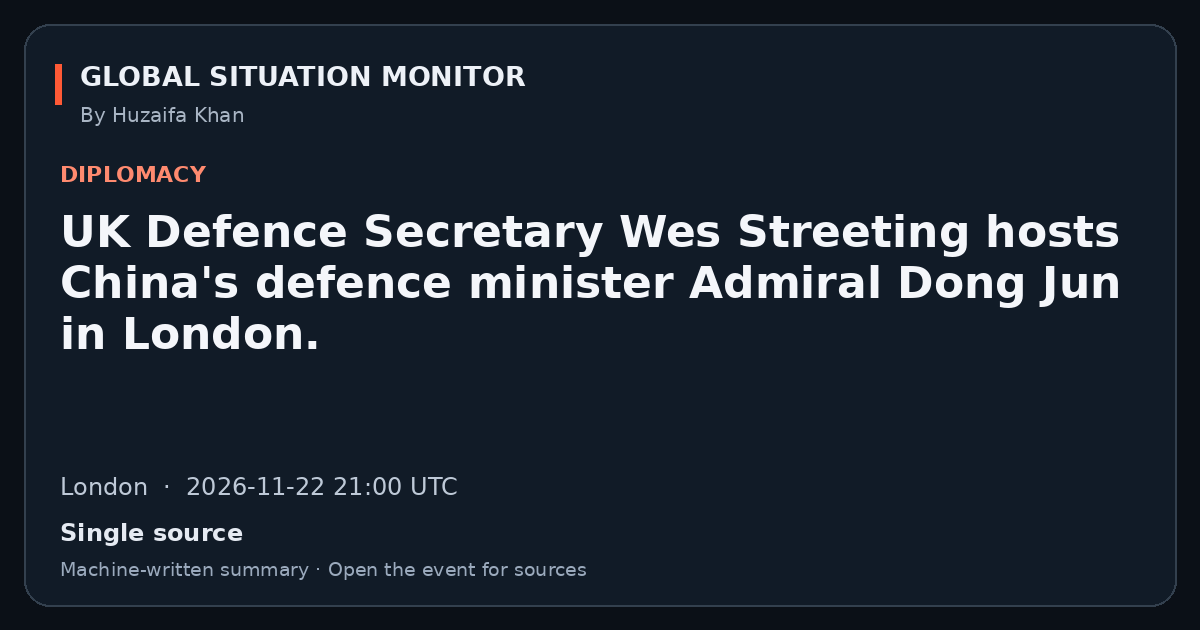 GLOBAL SITUATION MONITOR
By Huzaifa Khan
DIPLOMACY
UK Defence Secretary Wes Streeting hosts
China's defence minister Admiral Dong Jun
in London.
London · 2026-11-22 21:00 UTC
Single source
Machine-written summary · Open the event for sources